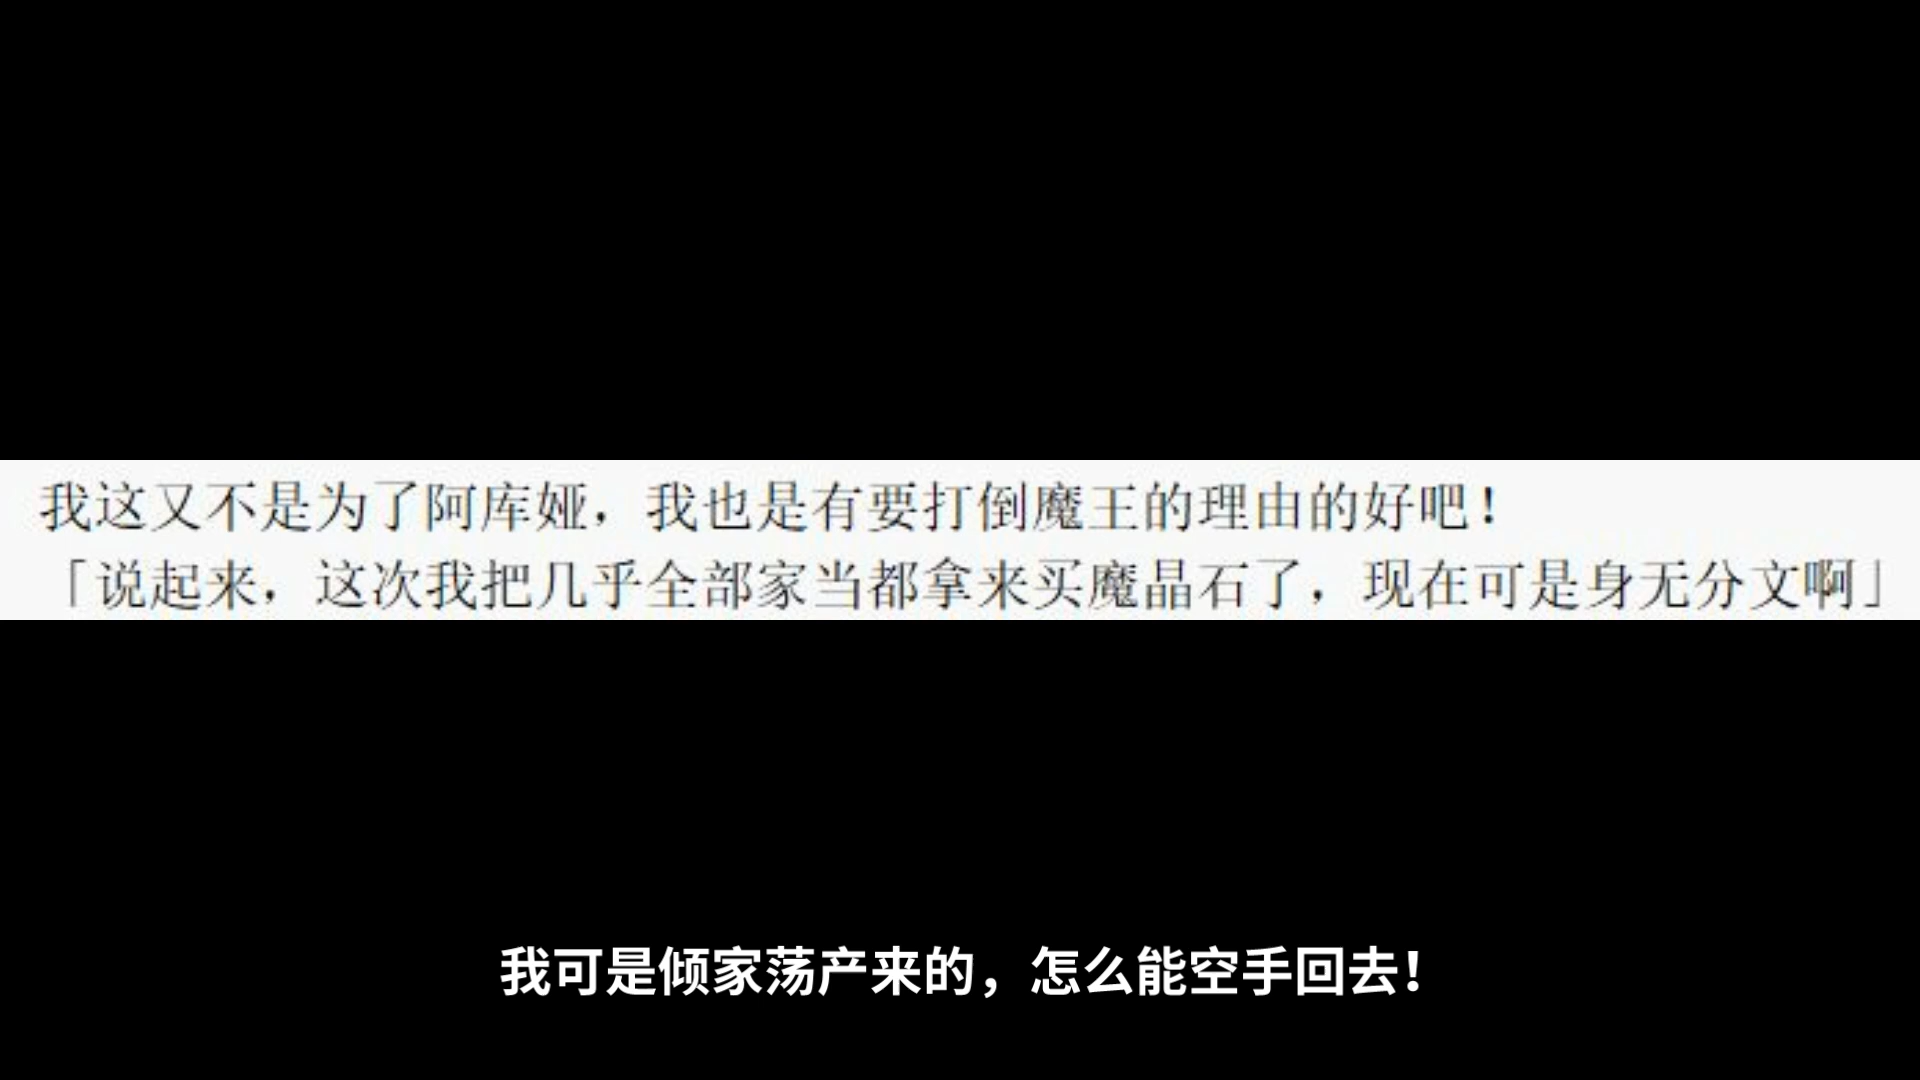 我这又不是为了阿库娅，我也是有要打倒魔王的理由的好吧！
「说起来，这次我把几乎全部家当都拿来买魔晶石了，现在可是身无分文啊」
我可是倾家荡产来的，怎么能空手回去！